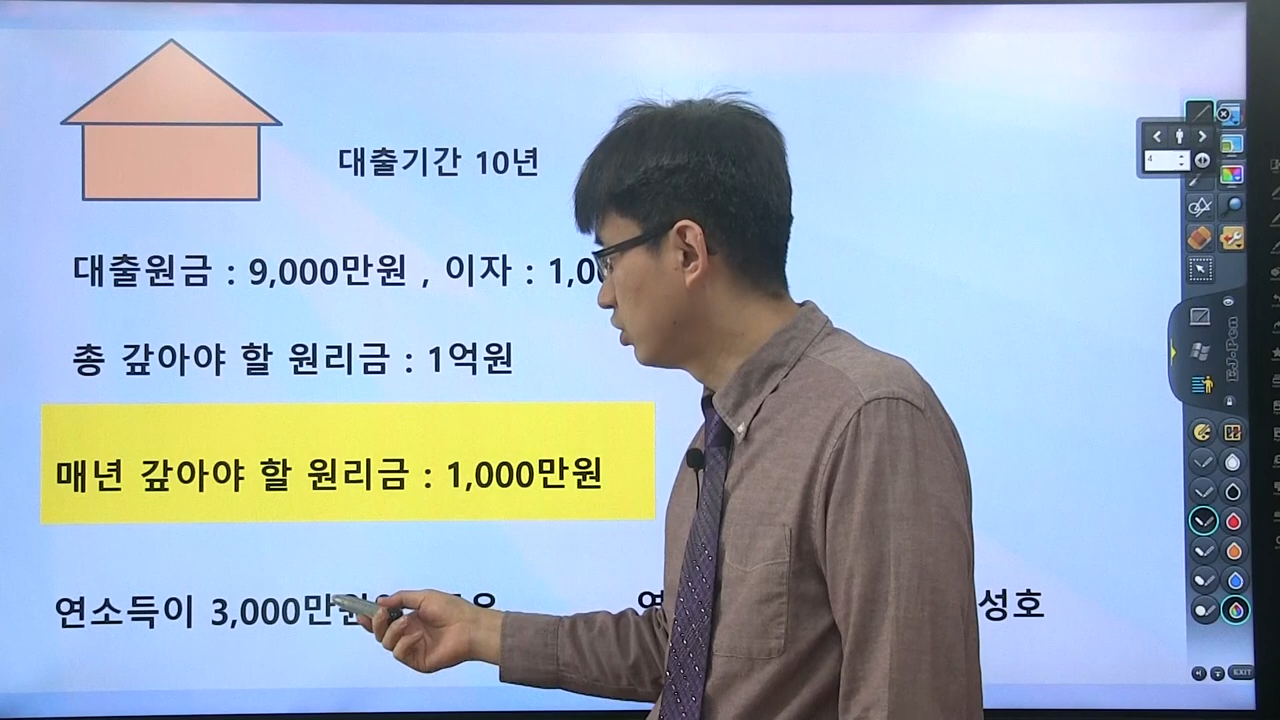 대출기간 10년
대출원금 : 9,000만원 , 이자 : 1,0
총 갚아야 할 원리금 : 1억원
매년 갚아야 할 원리금 : 1,000만원
연소득이 3,000만 성호
4
EXIT